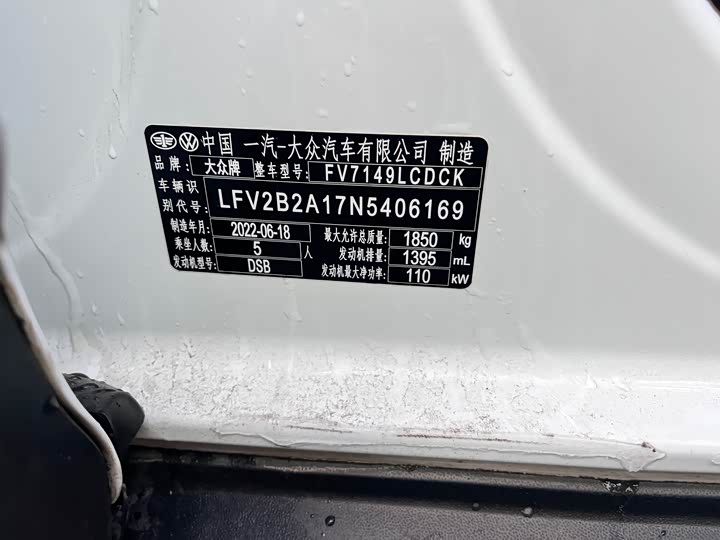 中国 一汽-大众汽车有限公司 制造
品牌: 大众牌 整车型号: FV7149LCDCK
车辆识别代号: LFV2B2A17N5406169
制造年月: 2022-06-18 最大允许总质量: 1850 kg
乘坐人数: 5 人 发动机排量: 1395 mL
发动机型号: DSB 发动机最大净功率: 110 kW